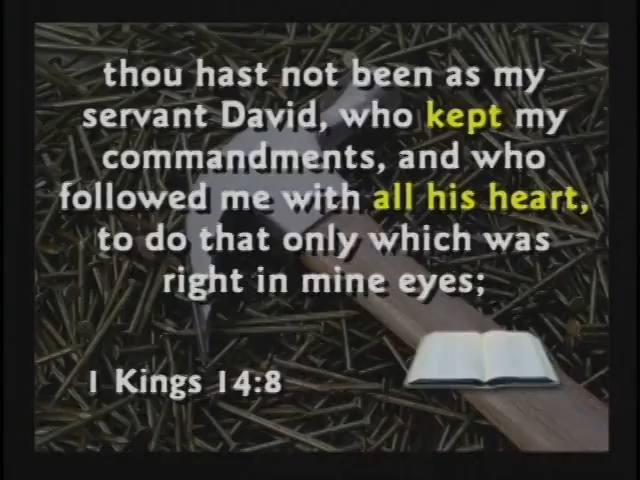 thou hast not been as my
servant David, who kept my
commandments, and who
followed me with all his heart,
to do that only which was
right in mine eyes;
1 Kings 14:8